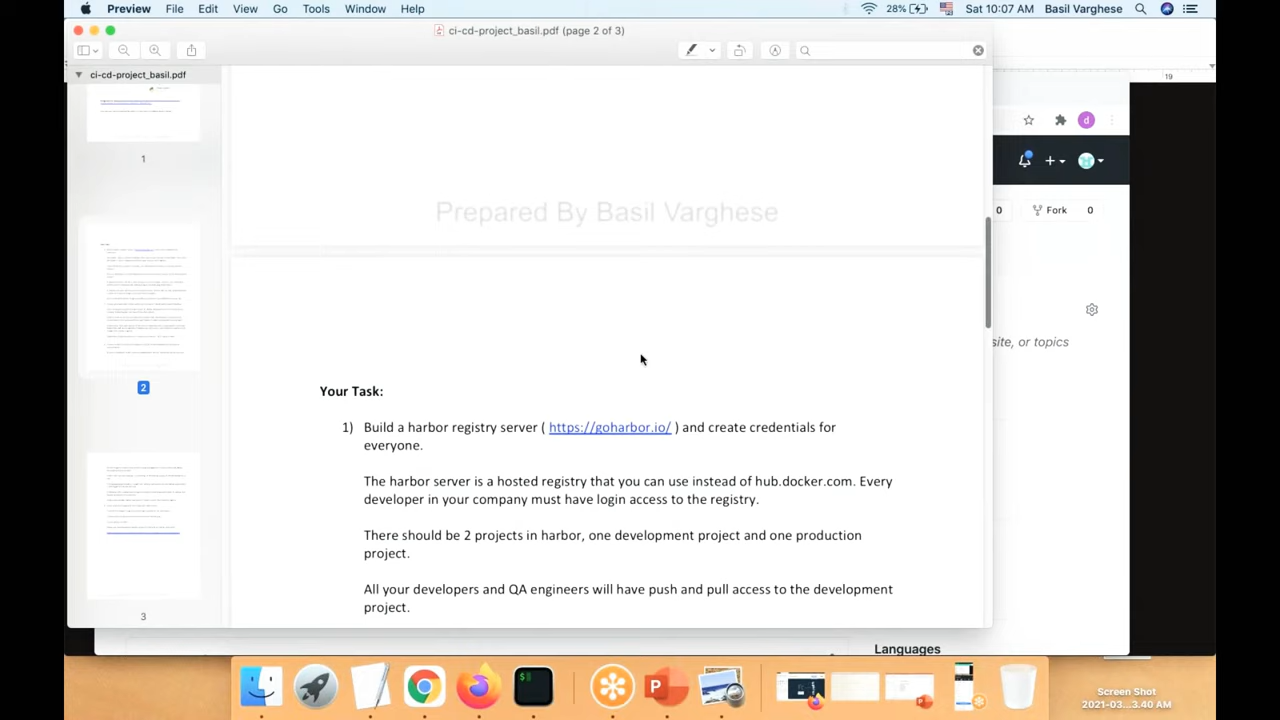 Preview File Edit View Go Tools Window Help
28% Sat 10:07 AM Basil Varghese
ci-cd-project_basil.pdf (page 2 of 3)
ci-cd-project_basil.pdf
19
d
0 Fork 0
1
Prepared By Basil Varghese
site, or topics
2
Your Task:
1) Build a harbor registry server ( https://goharbor.io/ ) and create credentials for
everyone.
The harbor server is a hosted registry that you can use instead of hub.docker.com. Every
developer in your company must have login access to the registry.
There should be 2 projects in harbor, one development project and one production
project.
All your developers and QA engineers will have push and pull access to the development
project.
3
Languages
Screen Shot
2021-03...3.40 AM